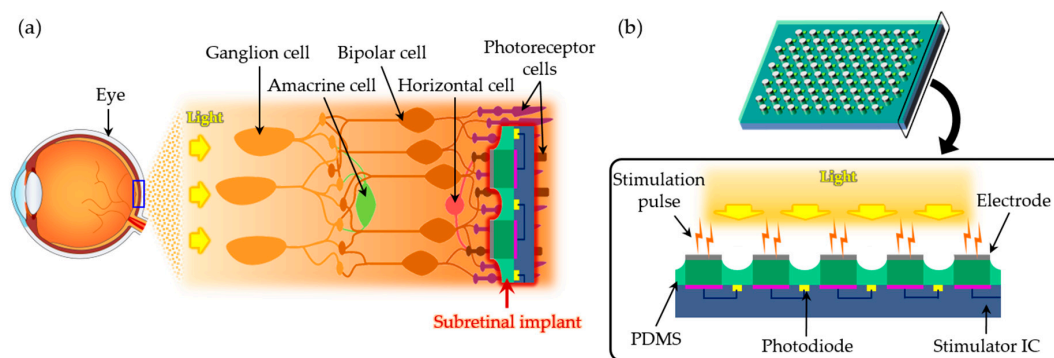 (a)
Ganglion cell
Bipolar cell
Photoreceptor
cells
Amacrine cell
Horizontal cell
Eye
Light
Subretinal implant
(b)
Stimulation
pulse
Light
Electrode
PDMS
Photodiode
Stimulator IC